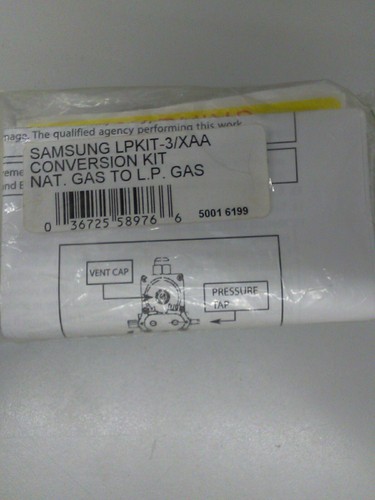 mage. The qualified agency performing this work
SAMSUNG LPKIT-3/XAA
CONVERSION KIT
NAT. GAS TO L.P. GAS
0 36725 58976 6
5001 6199
and E
VENT CAP
PRESSURE
TAP